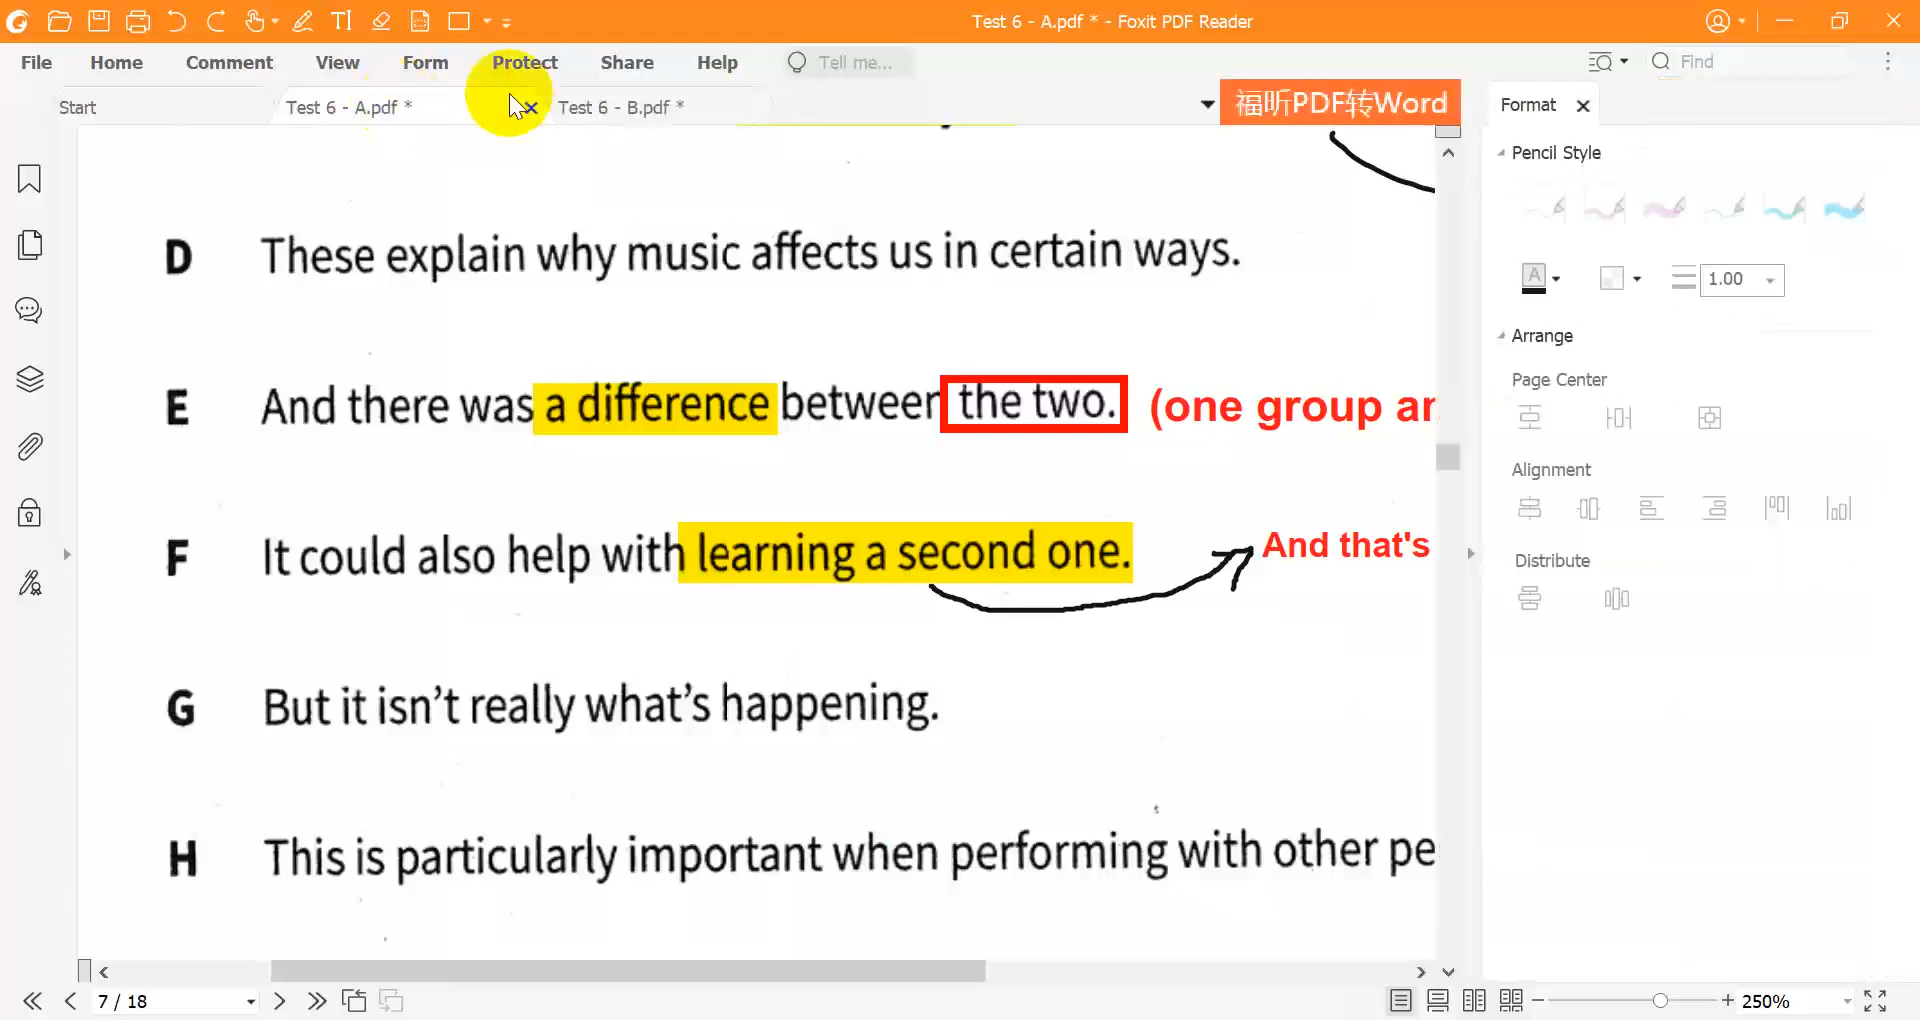 Test 6 - A.pdf * - Foxit PDF Reader
File Home Comment View Form Protect Share Help Tell me... Find
Start Test 6 - A.pdf * Test 6 - B.pdf * 福昕PDF转Word Format
Pencil Style
D These explain why music affects us in certain ways.
1.00
Arrange
Page Center
E And there was a difference between the two. (one group an
Alignment
F It could also help with learning a second one. And that's
Distribute
G But it isn't really what's happening.
H This is particularly important when performing with other pe
7 / 18 250%